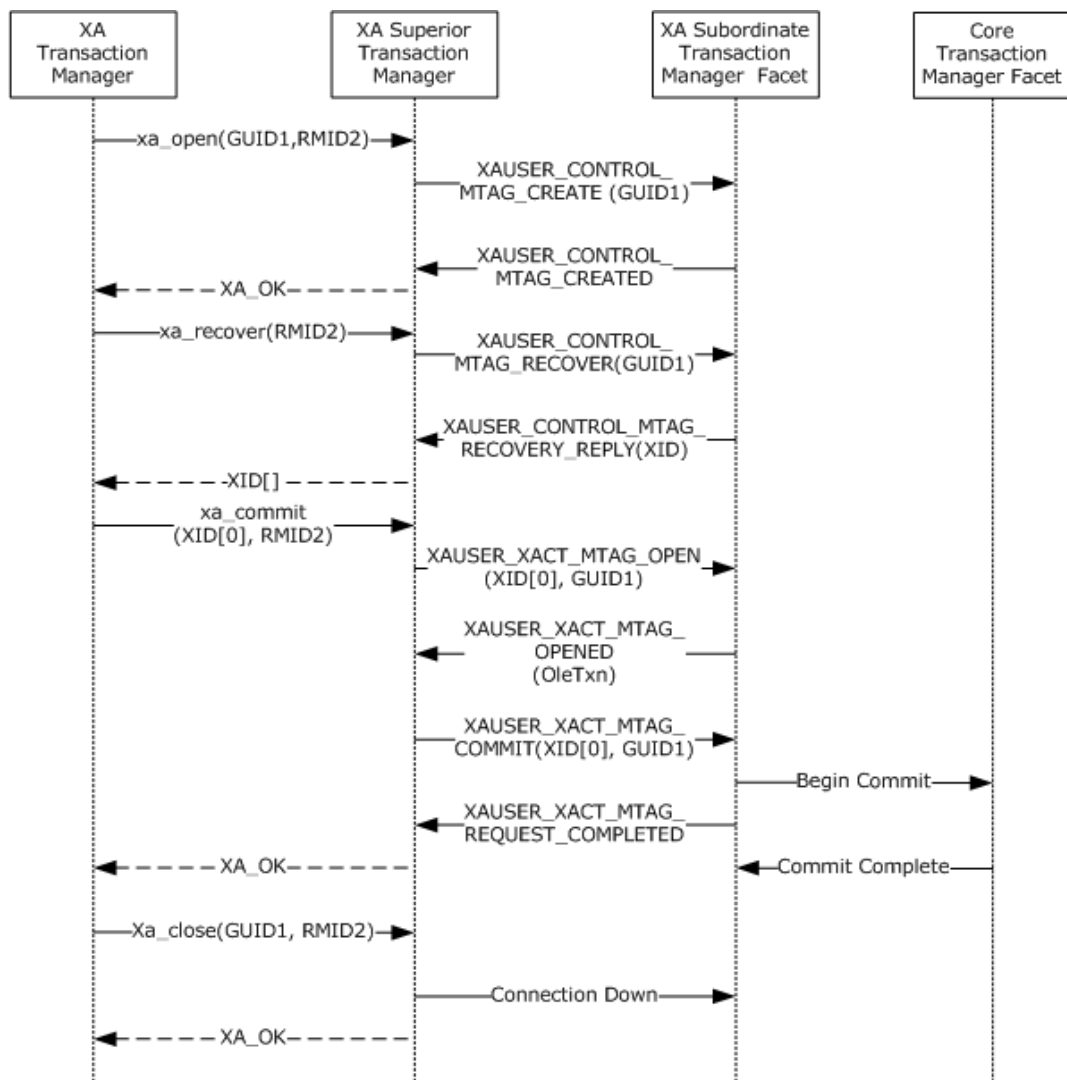 XA
Transaction
Manager
XA Superior
Transaction
Manager
XA Subordinate
Transaction
Manager Facet
Core
Transaction
Manager Facet
xa_open(GUID1,RMID2)
XAUSER_CONTROL_
MTAG_CREATE (GUID1)
XAUSER_CONTROL_
MTAG_CREATED
XA_OK
xa_recover(RMID2)
XAUSER_CONTROL_
MTAG_RECOVER(GUID1)
XAUSER_CONTROL_MTAG_
RECOVERY_REPLY(XID)
XID[]
xa_commit
(XID[0], RMID2)
XAUSER_XACT_MTAG_OPEN
(XID[0], GUID1)
XAUSER_XACT_MTAG_
OPENED
(OleTxn)
XAUSER_XACT_MTAG_
COMMIT(XID[0], GUID1)
Begin Commit
XAUSER_XACT_MTAG_
REQUEST_COMPLETED
XA_OK
Commit Complete
Xa_close(GUID1, RMID2)
Connection Down
XA_OK